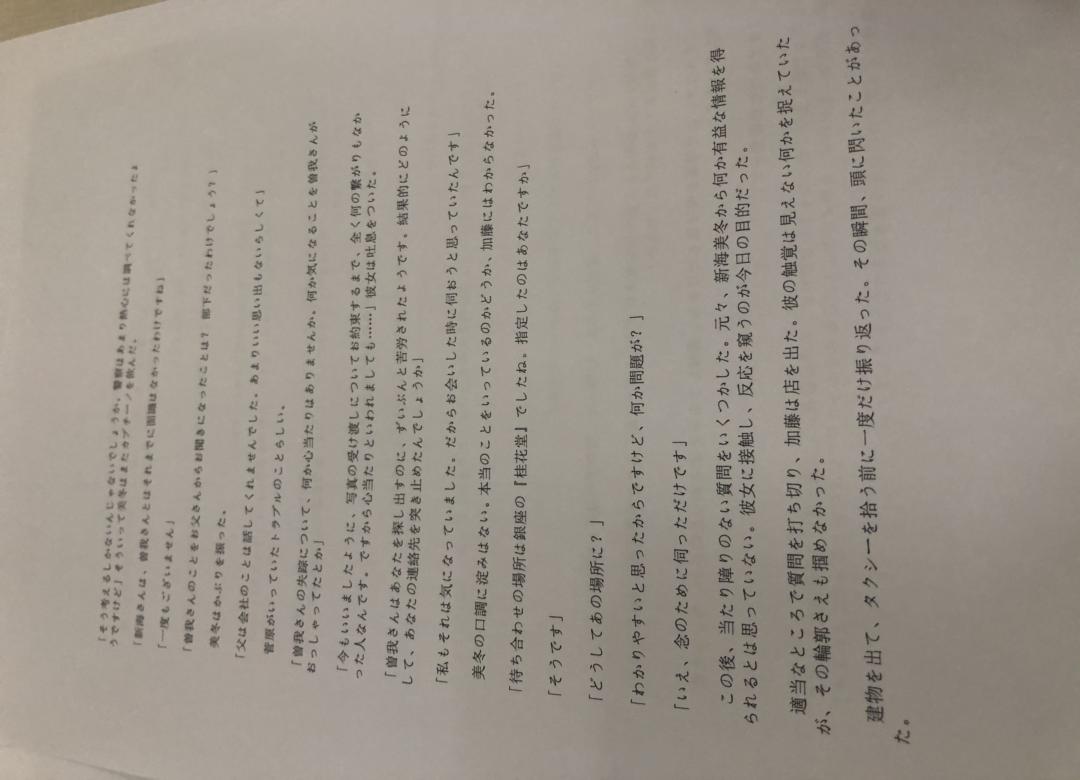 「そう考えるしかないんじゃないでしょうか。警察はあまり熱心には調べてくれなかったよ
うですけど」そういって美冬はまたカプチーノを飲んだ。
「新海さんは、曽我さんとはそれまでに面識はなかったわけですね」
「一度もございません」
「曽我さんのことをお父さんからお聞きになったことは？ 部下だったわけでしょう？」
美冬はかぶりを振った。
「父は会社のことは話してくれませんでした。あまりいい思い出もないらしくて」
菅原がいっていたトラブルのことらしい。
「曽我さんの失踪について、何か心当たりはありませんか。何か気になることを曽我さんが
おっしゃってたとか」
「今もいいましたように、写真の受け渡しについてお約束するまで、全く何の繋がりもなか
った人なんです。ですから心当たりといわれましても……」彼女は吐息をついた。
「曽我さんはあなたを探し出すのに、ずいぶんと苦労されたようです。結果的にどのように
して、あなたの連絡先を突き止めたんでしょうか」
「私もそれは気になっていました。だからお会いした時に伺おうと思っていたんです」
美冬の口調に淀みはない。本当のことをいっているのかどうか、加藤にはわからなかった。
「待ち合わせの場所は銀座の『桂花堂』でしたね。指定したのはあなたですか」
「そうです」
「どうしてあの場所に？」
「わかりやすいと思ったからですけど、何か問題が？」
「いえ、念のために伺っただけです」
この後、当たり障りのない質問をいくつかした。元々、新海美冬から何か有益な情報を得
られるとは思っていない。彼女に接触し、反応を窺うのが今日の目的だった。
適当なところで質問を打ち切り、加藤は店を出た。彼の触覚は見えない何かを捉えていた
が、その輪郭さえも掴めなかった。
建物を出て、タクシーを拾う前に一度だけ振り返った。その瞬間、頭に閃いたことがあっ
た。